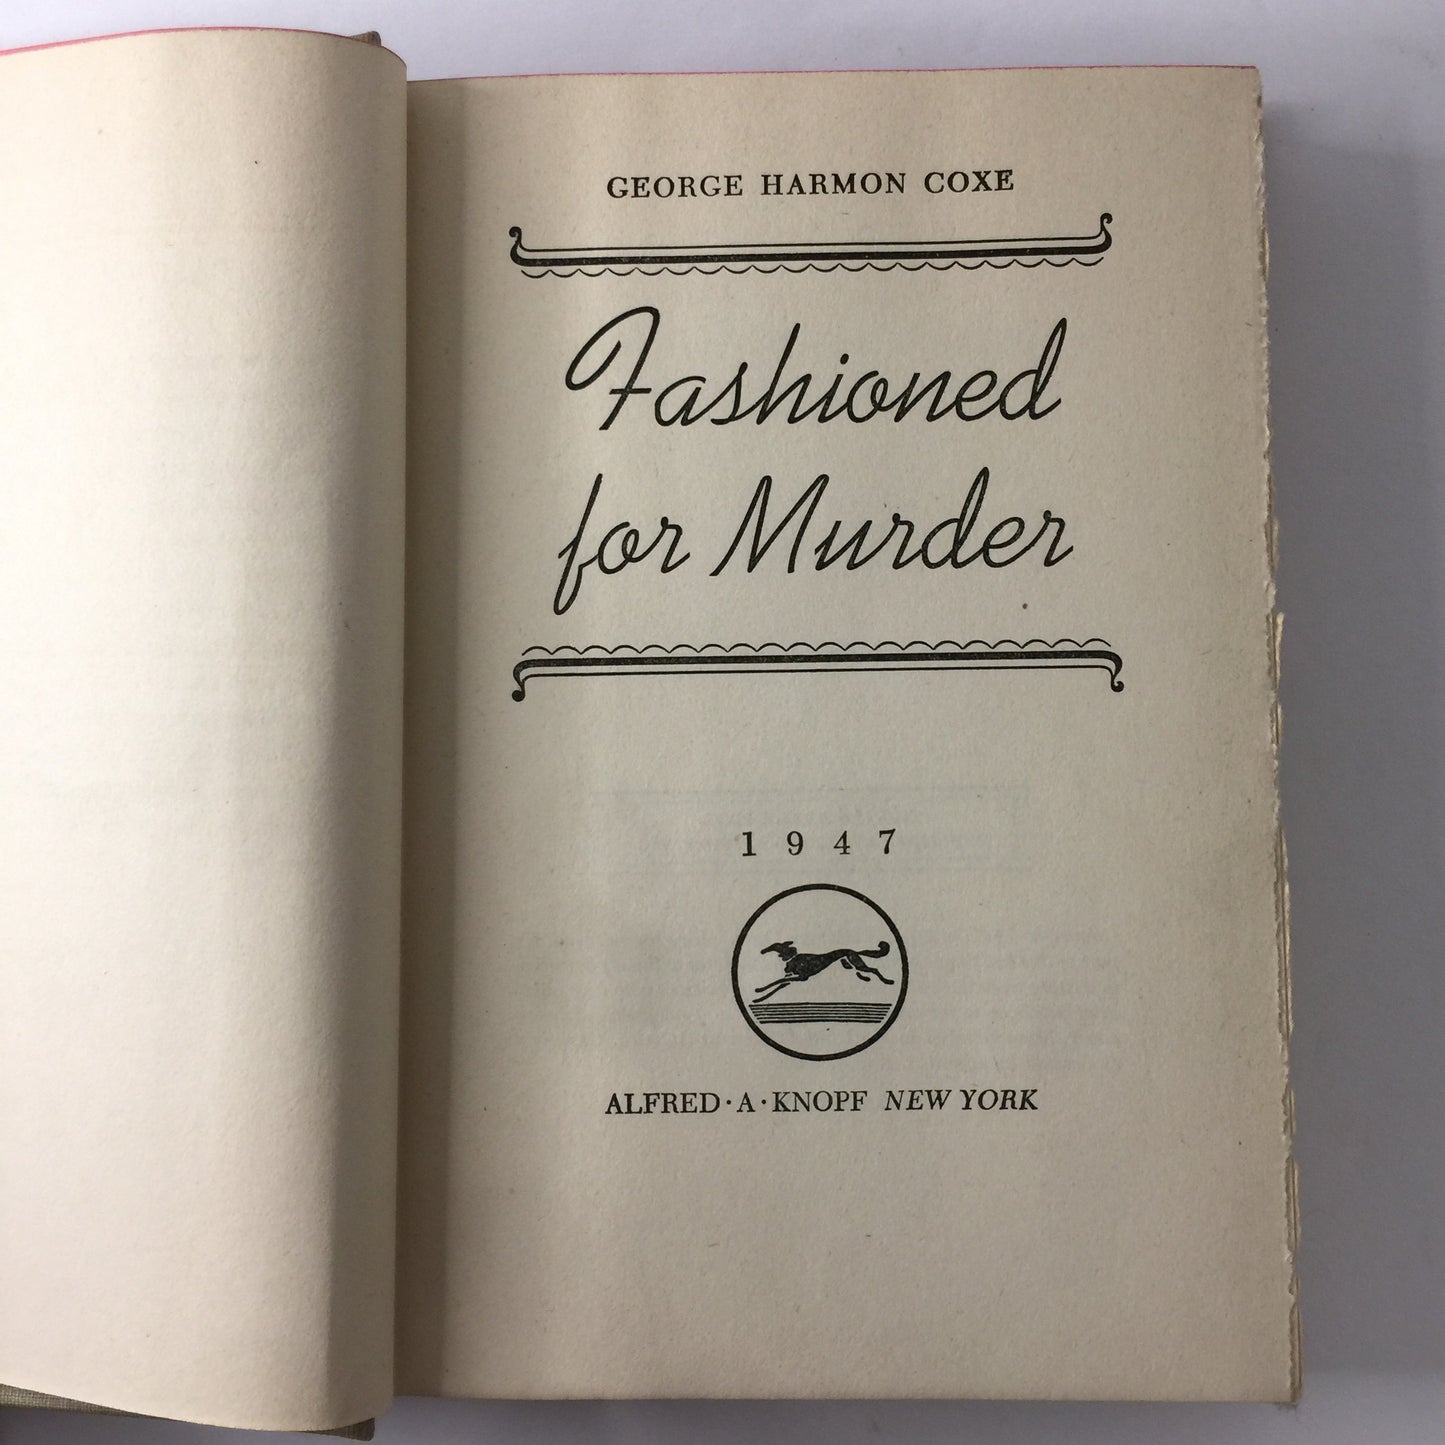 GEORGE HARMON COXE
Fashioned
for Murder
1947
ALFRED·A·KNOPF NEW YORK